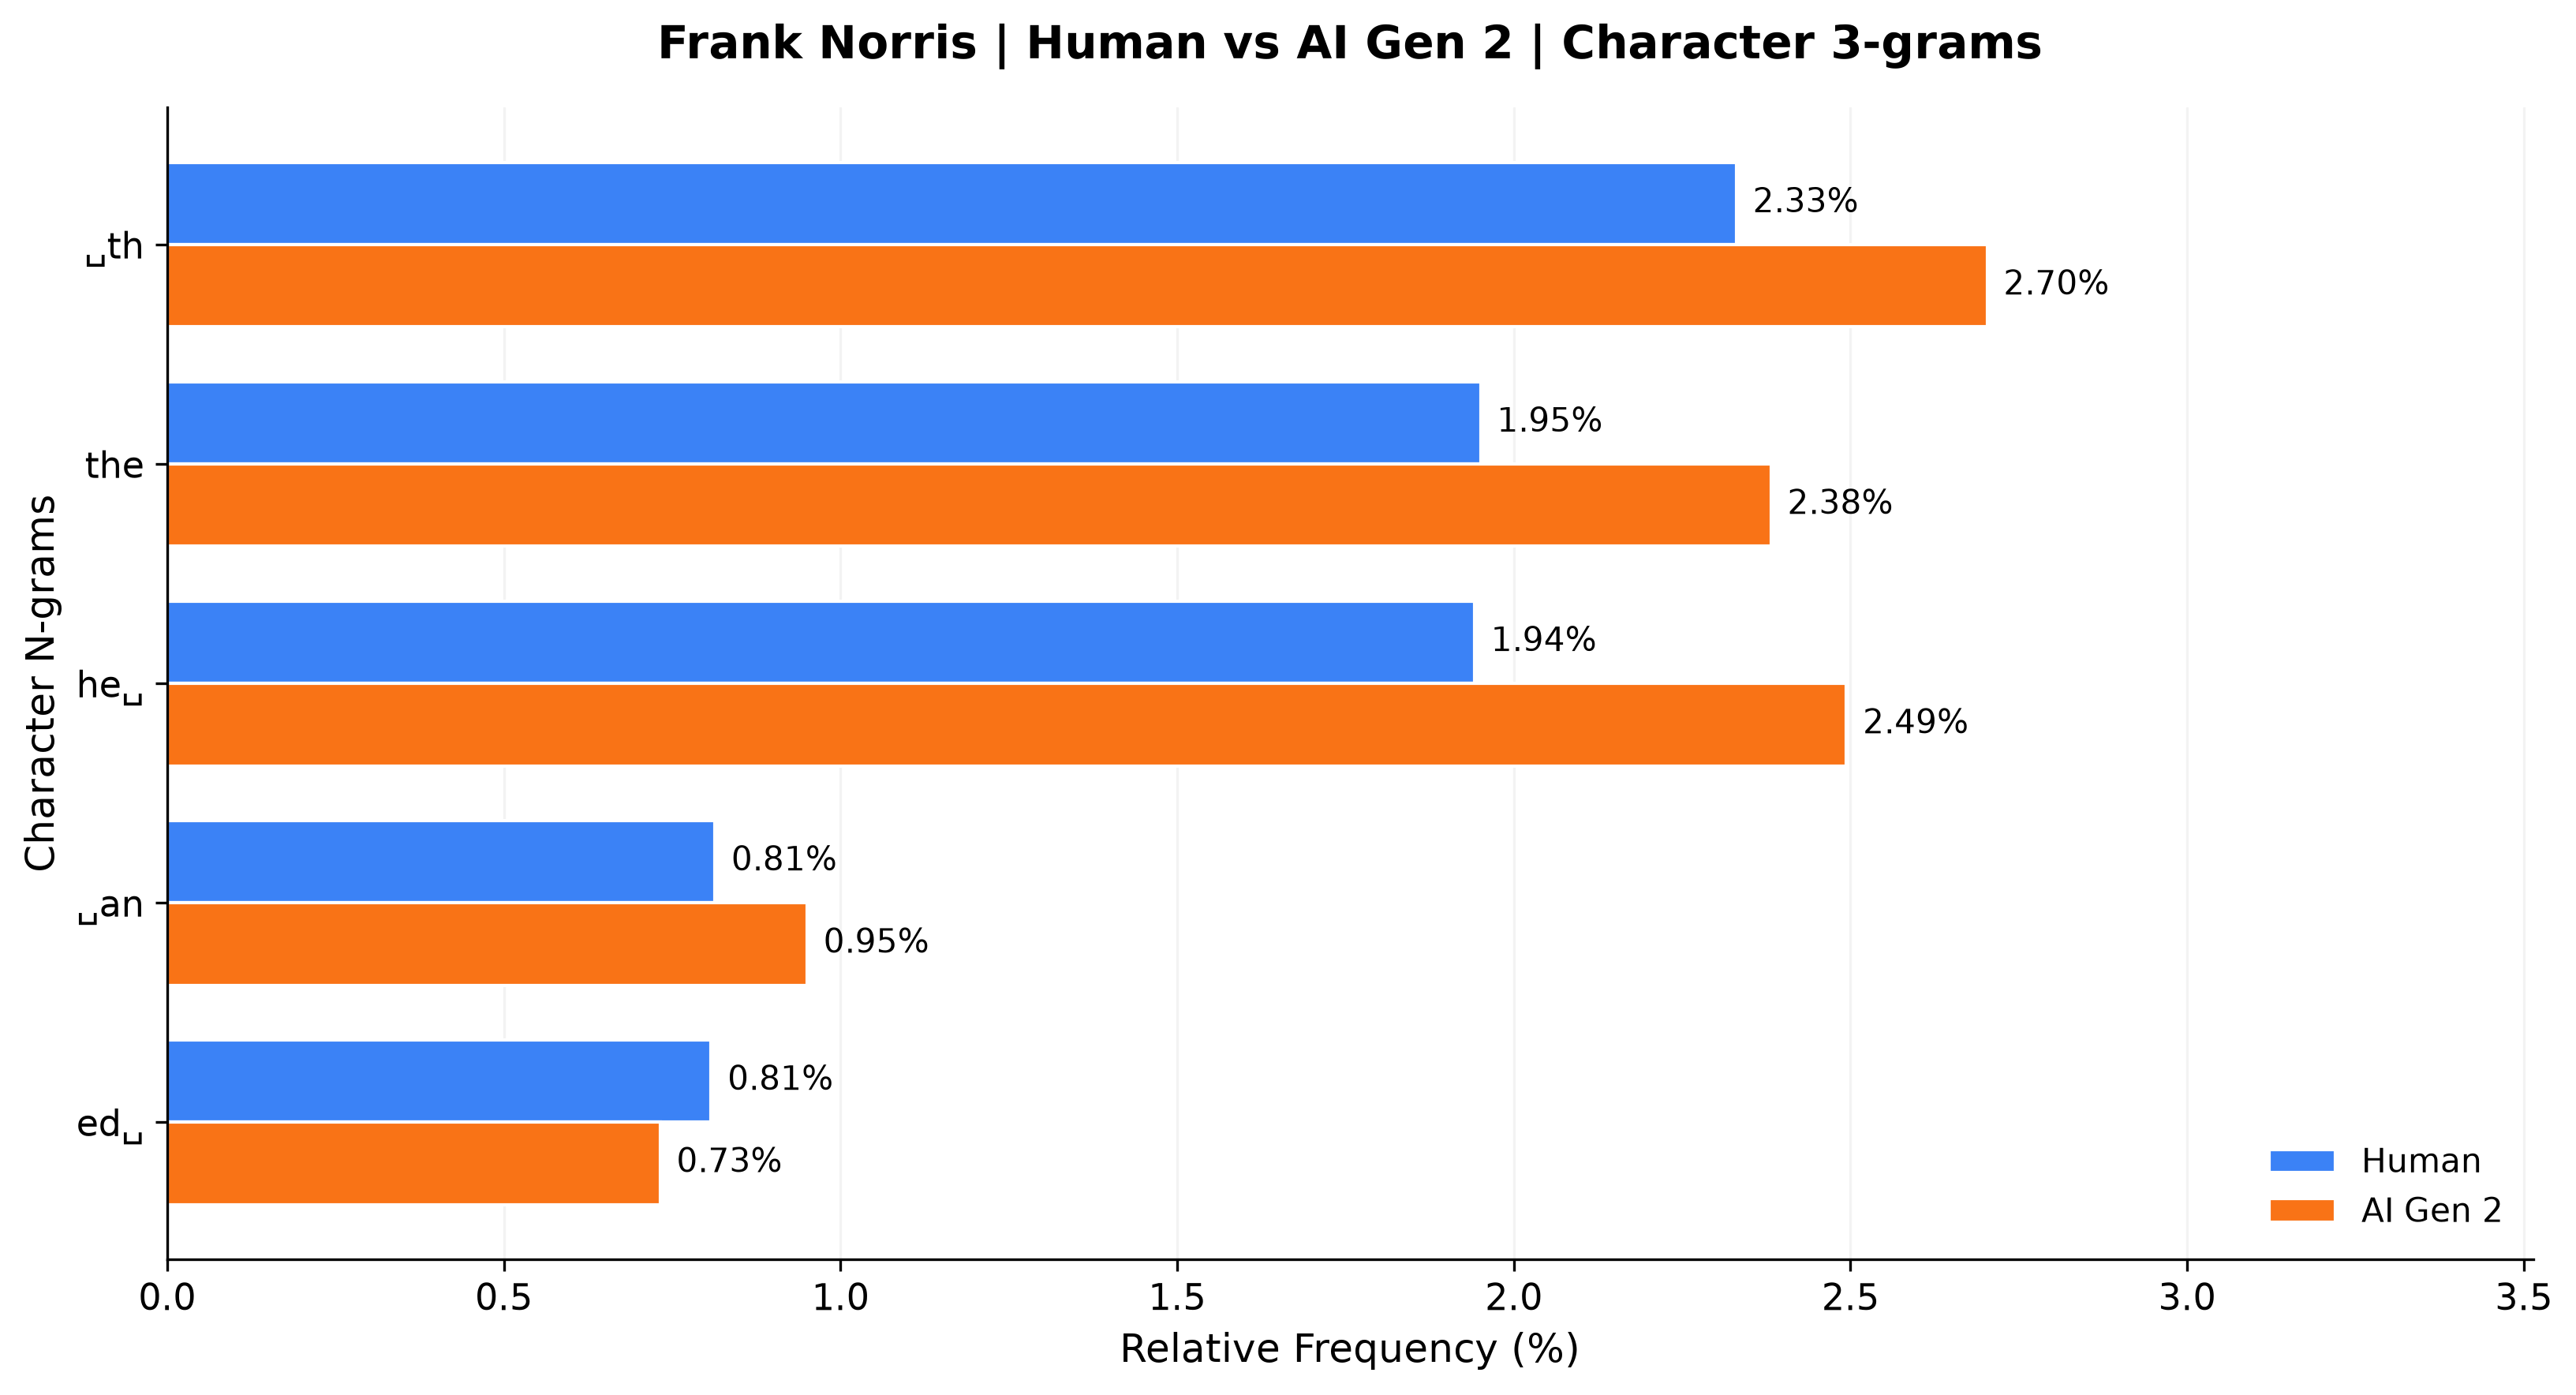 Frank Norris | Human vs AI Gen 2 | Character 3-grams
Character N-grams
␣th
2.33%
2.70%
the
1.95%
2.38%
he␣
1.94%
2.49%
␣an
0.81%
0.95%
ed␣
0.81%
0.73%
Human
AI Gen 2
0.0 0.5 1.0 1.5 2.0 2.5 3.0 3.5
Relative Frequency (%)